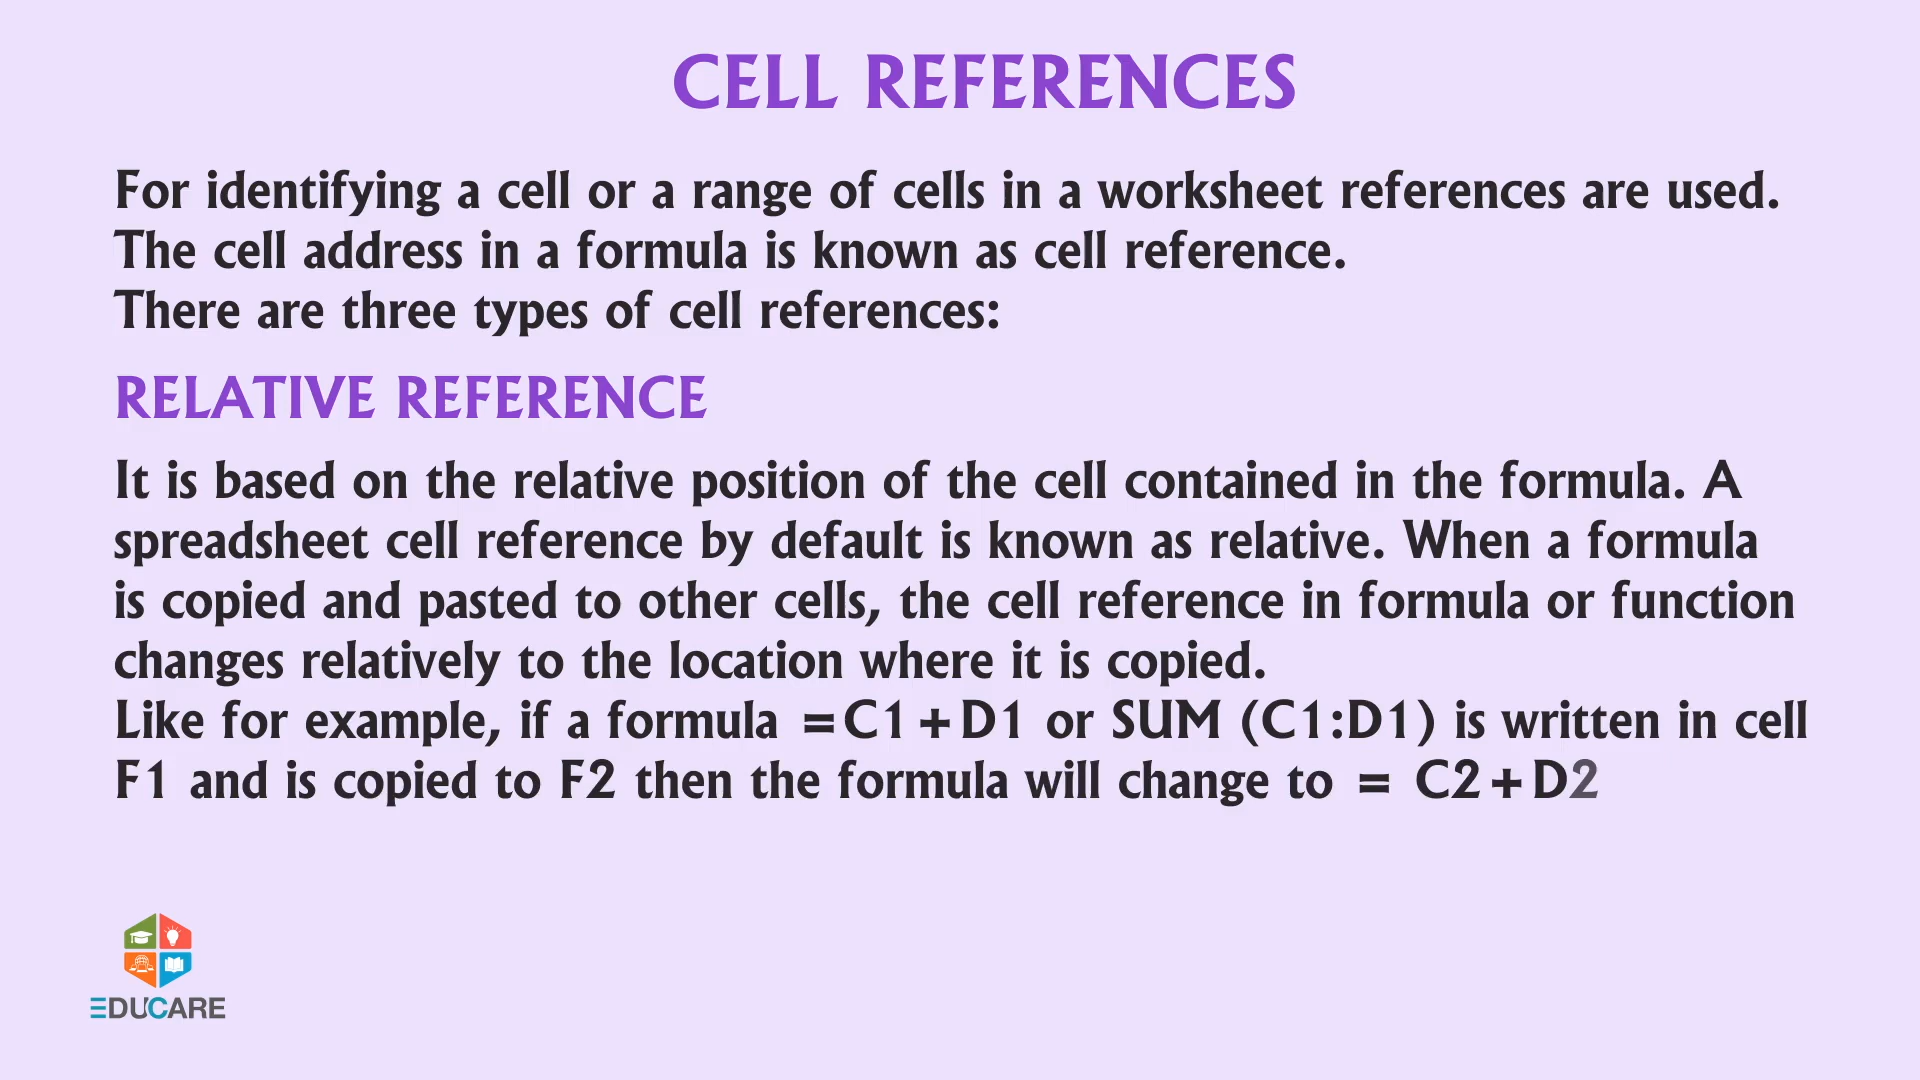 CELL REFERENCES
For identifying a cell or a range of cells in a worksheet references are used.
The cell address in a formula is known as cell reference.
There are three types of cell references:
RELATIVE REFERENCE
It is based on the relative position of the cell contained in the formula. A
spreadsheet cell reference by default is known as relative. When a formula
is copied and pasted to other cells, the cell reference in formula or function
changes relatively to the location where it is copied.
Like for example, if a formula =C1+D1 or SUM (C1:D1) is written in cell
F1 and is copied to F2 then the formula will change to = C2+D2
EDUCARE